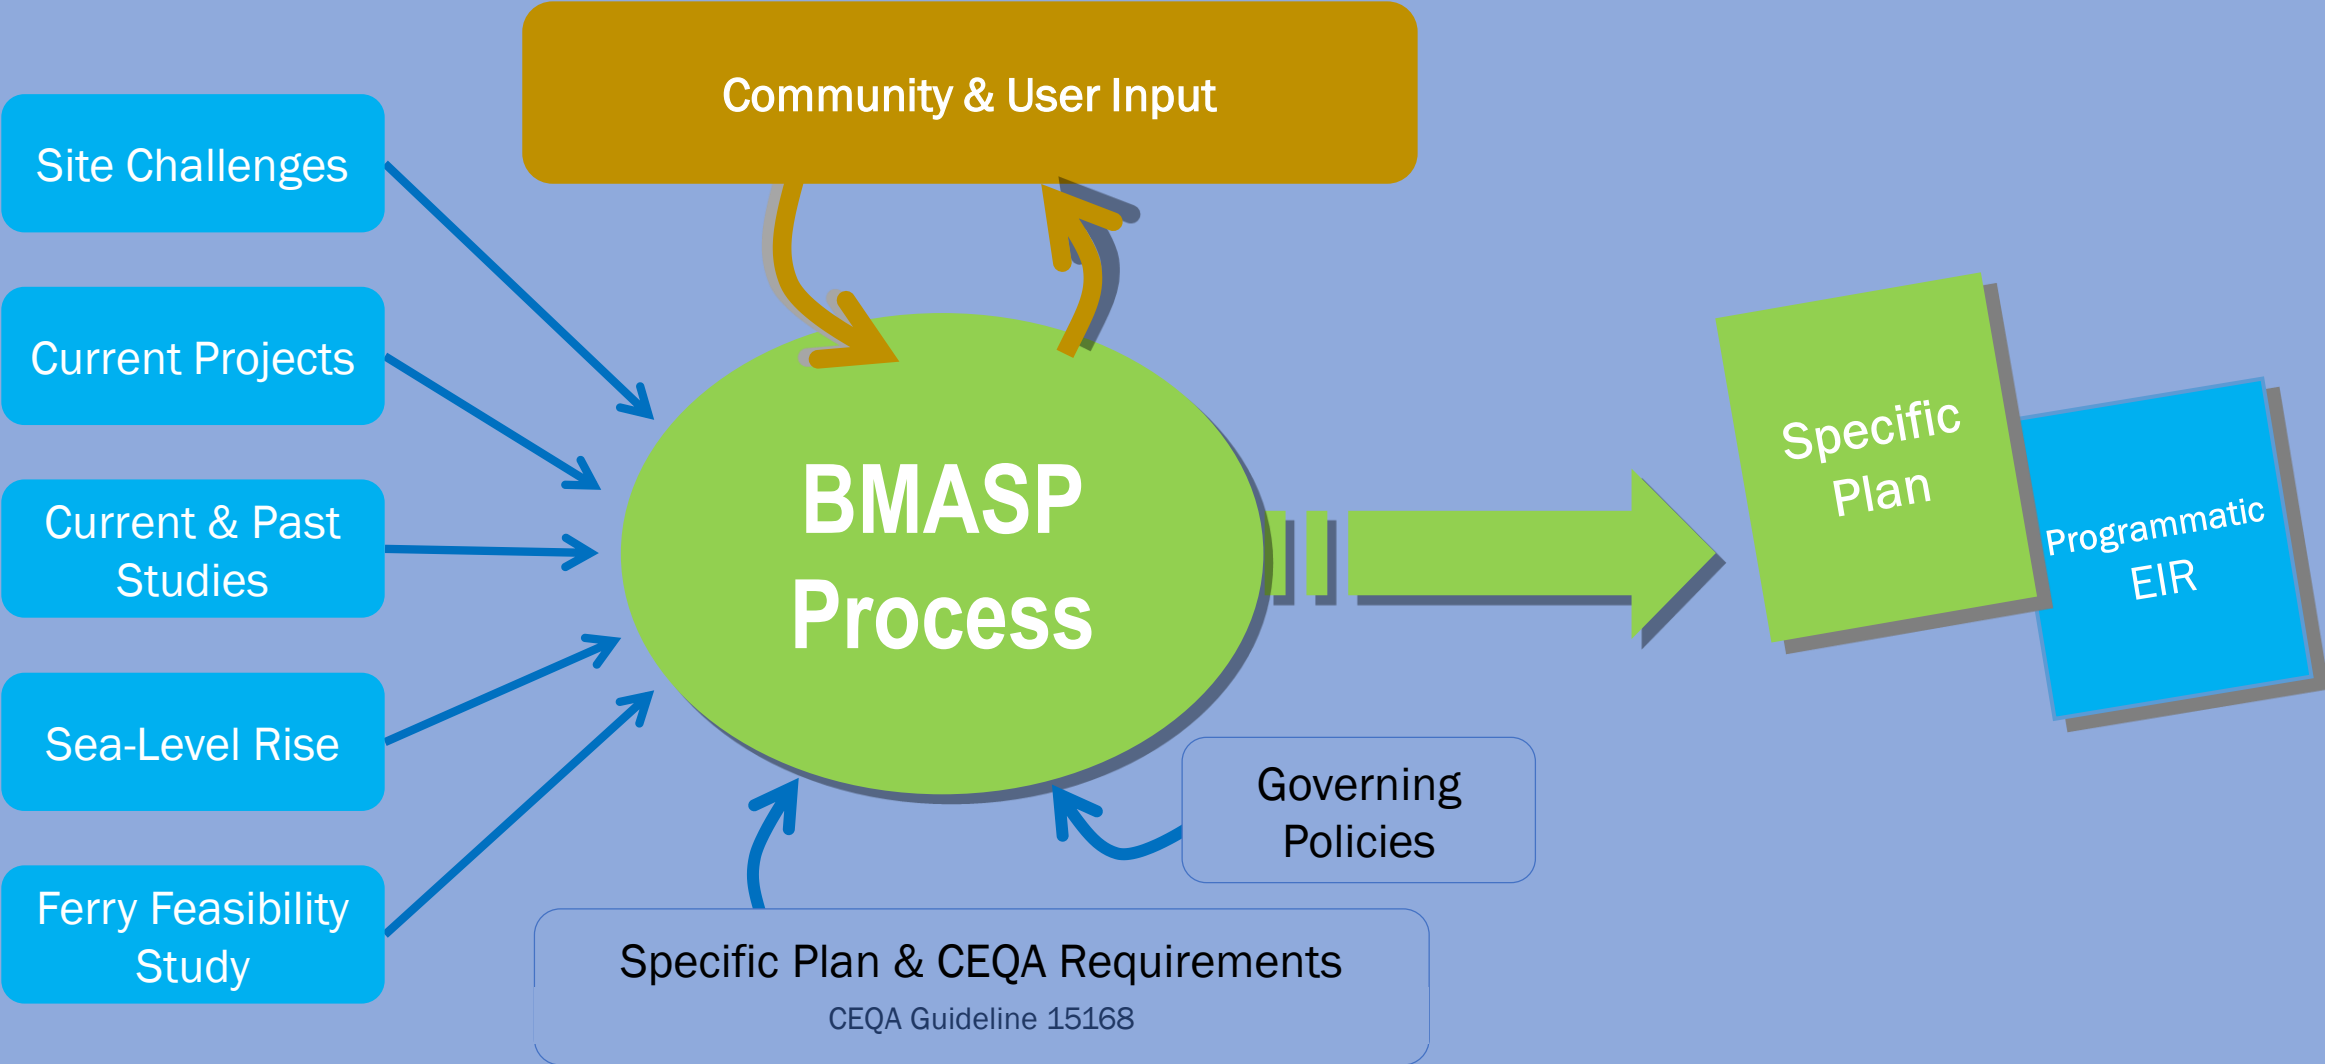 Community & User Input
Site Challenges
Current Projects
Current & Past
Studies
Sea-Level Rise
Ferry Feasibility
Study
BMASP
Process
Specific
Plan
Programmatic
EIR
Governing
Policies
Specific Plan & CEQA Requirements
CEQA Guideline 15168